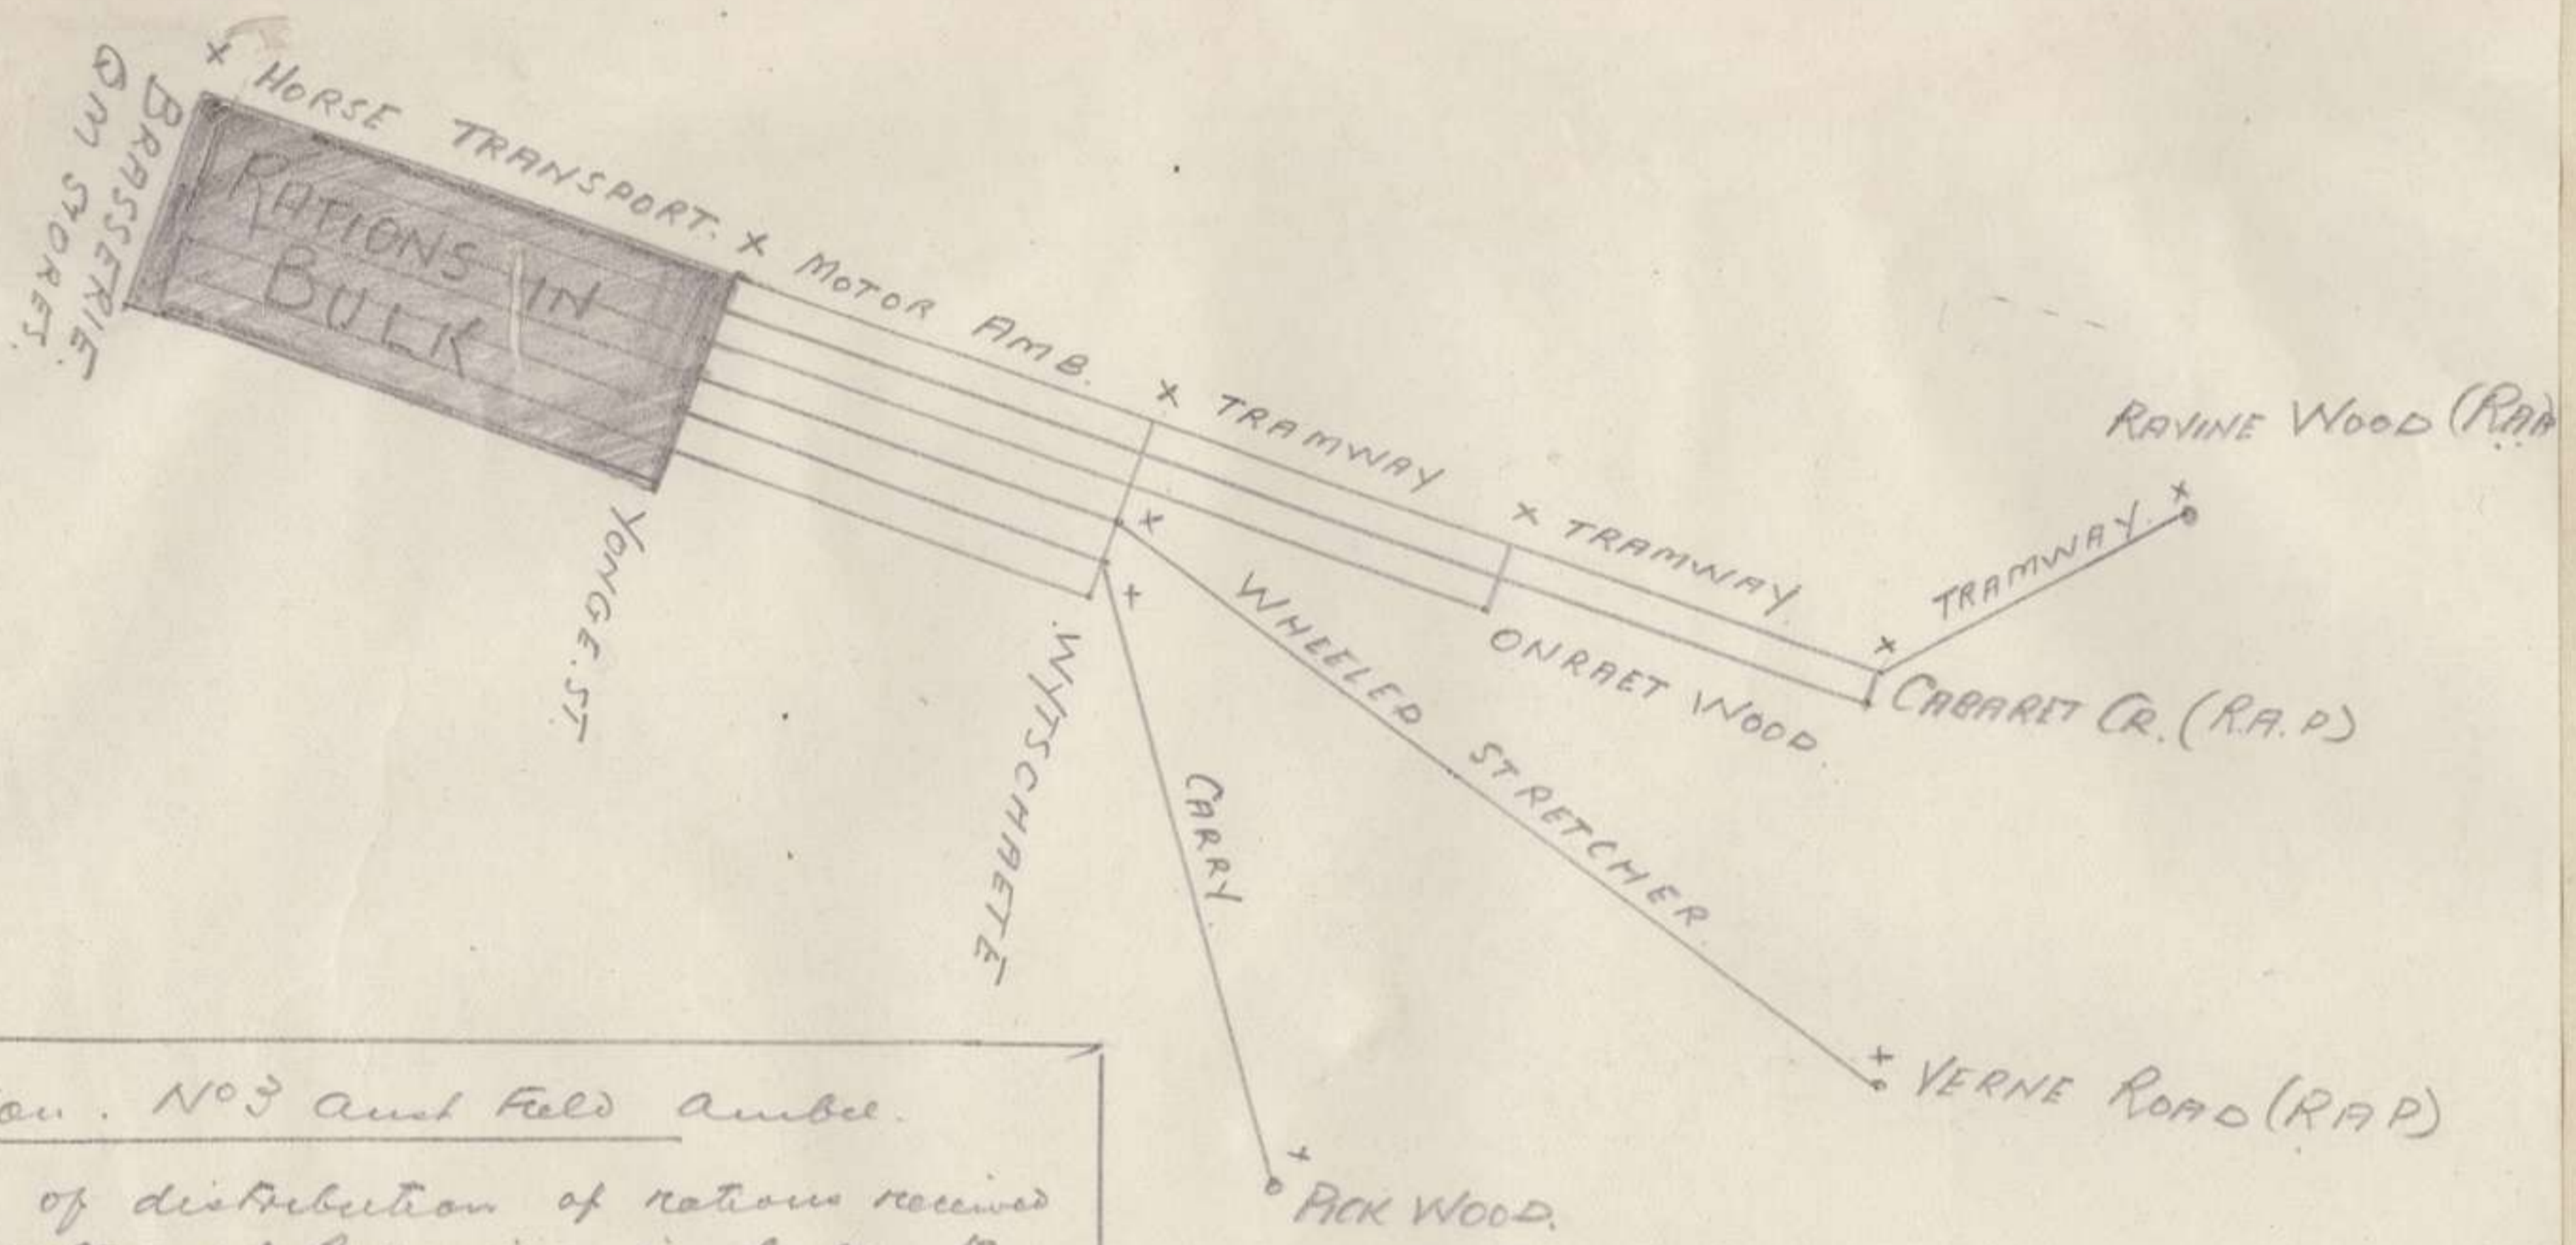 HORSE TRANSPORT.
BRASSERIE
QM STORES.
RATIONS IN
BULK
MOTOR AMB.
TRAMWAY
TRAMWAY.
TRAMWAY.
RAVINE WOOD (RAP
YONGE. ST.
WYTSCHAETE
ONRAET WOOD.
CABARET CR. (R.A.P)
WHEELED STRETCHER.
CARRY.
VERNE ROAD (RAP)
PICK WOOD.
No 3 Aust Field Ambce.
of distribution of rations received